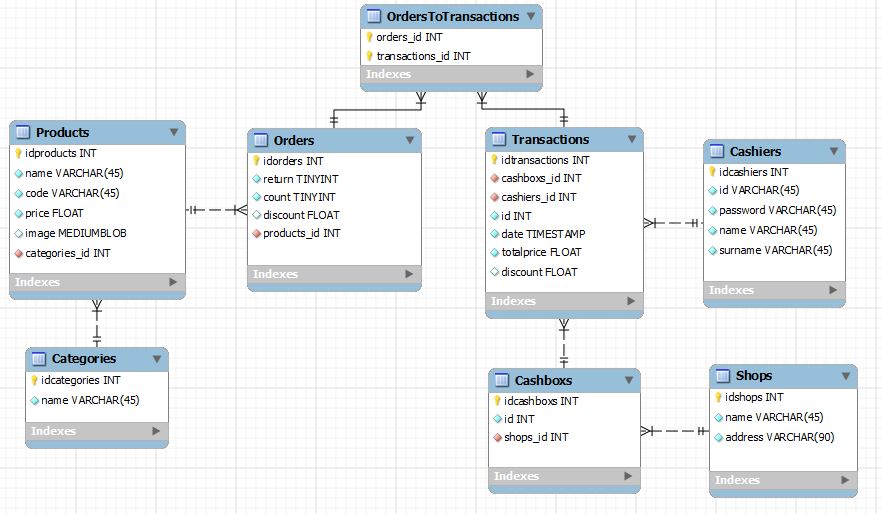 OrdersToTransactions
orders_id INT
transactions_id INT
Indexes
Products
idproducts INT
name VARCHAR(45)
code VARCHAR(45)
price FLOAT
image MEDIUMBLOB
categories_id INT
Indexes
Orders
idorders INT
return TINYINT
count TINYINT
discount FLOAT
products_id INT
Indexes
Transactions
idtransactions INT
cashboxs_id INT
cashiers_id INT
id INT
date TIMESTAMP
totalprice FLOAT
discount FLOAT
Indexes
Cashiers
idcashiers INT
id VARCHAR(45)
password VARCHAR(45)
name VARCHAR(45)
surname VARCHAR(45)
Indexes
Categories
idcategories INT
name VARCHAR(45)
Indexes
Cashboxs
idcashboxs INT
id INT
shops_id INT
Indexes
Shops
idshops INT
name VARCHAR(45)
address VARCHAR(90)
Indexes